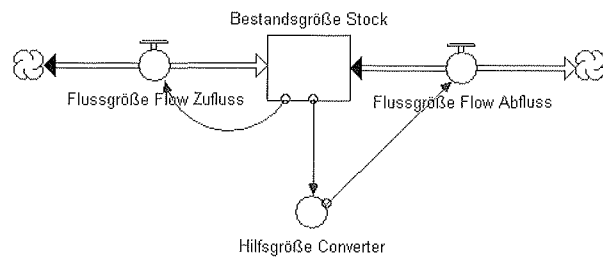 Bestandsgröße Stock
Flussgröße Flow Zufluss
Flussgröße Flow Abfluss
Hilfsgröße Converter